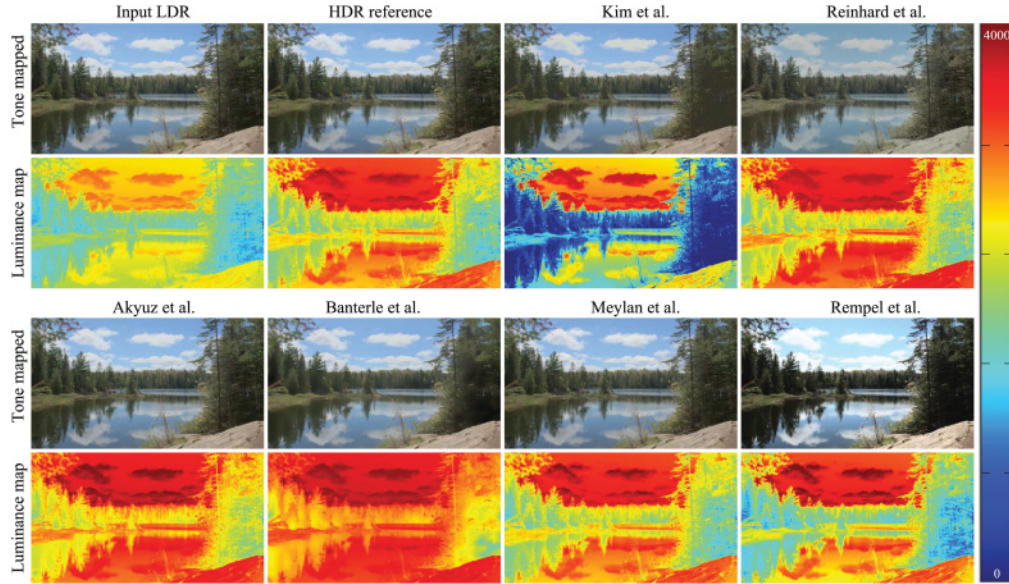 Input LDR HDR reference Kim et al. Reinhard et al.
Tone mapped
4000
Luminance map
Akyuz et al. Banterle et al. Meylan et al. Rempel et al.
Tone mapped
Luminance map
0